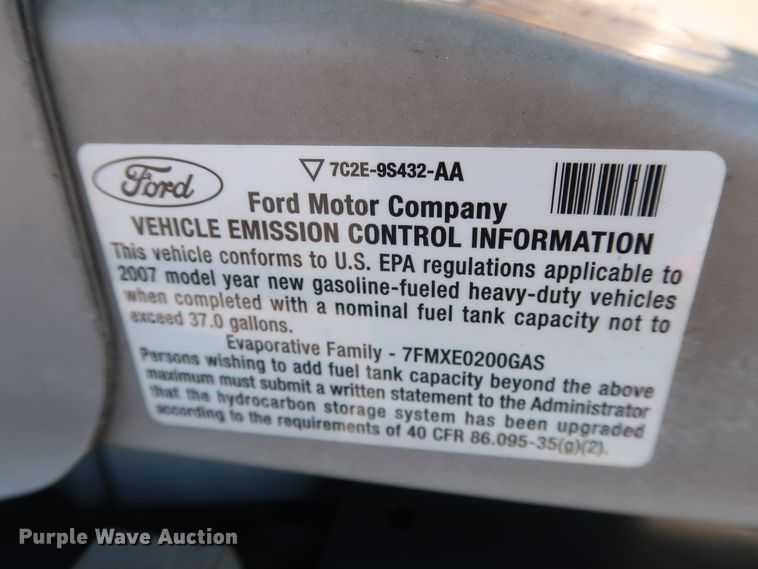 Ford
7C2E-9S432-AA
Ford Motor Company
VEHICLE EMISSION CONTROL INFORMATION
This vehicle conforms to U.S. EPA regulations applicable to
2007 model year new gasoline-fueled heavy-duty vehicles
when completed with a nominal fuel tank capacity not to
exceed 37.0 gallons.
Evaporative Family - 7FMXE0200GAS
Persons wishing to add fuel tank capacity beyond the above
maximum must submit a written statement to the Administrator
that the hydrocarbon storage system has been upgraded
according to the requirements of 40 CFR 86.095-35(g)(2).
Purple Wave Auction